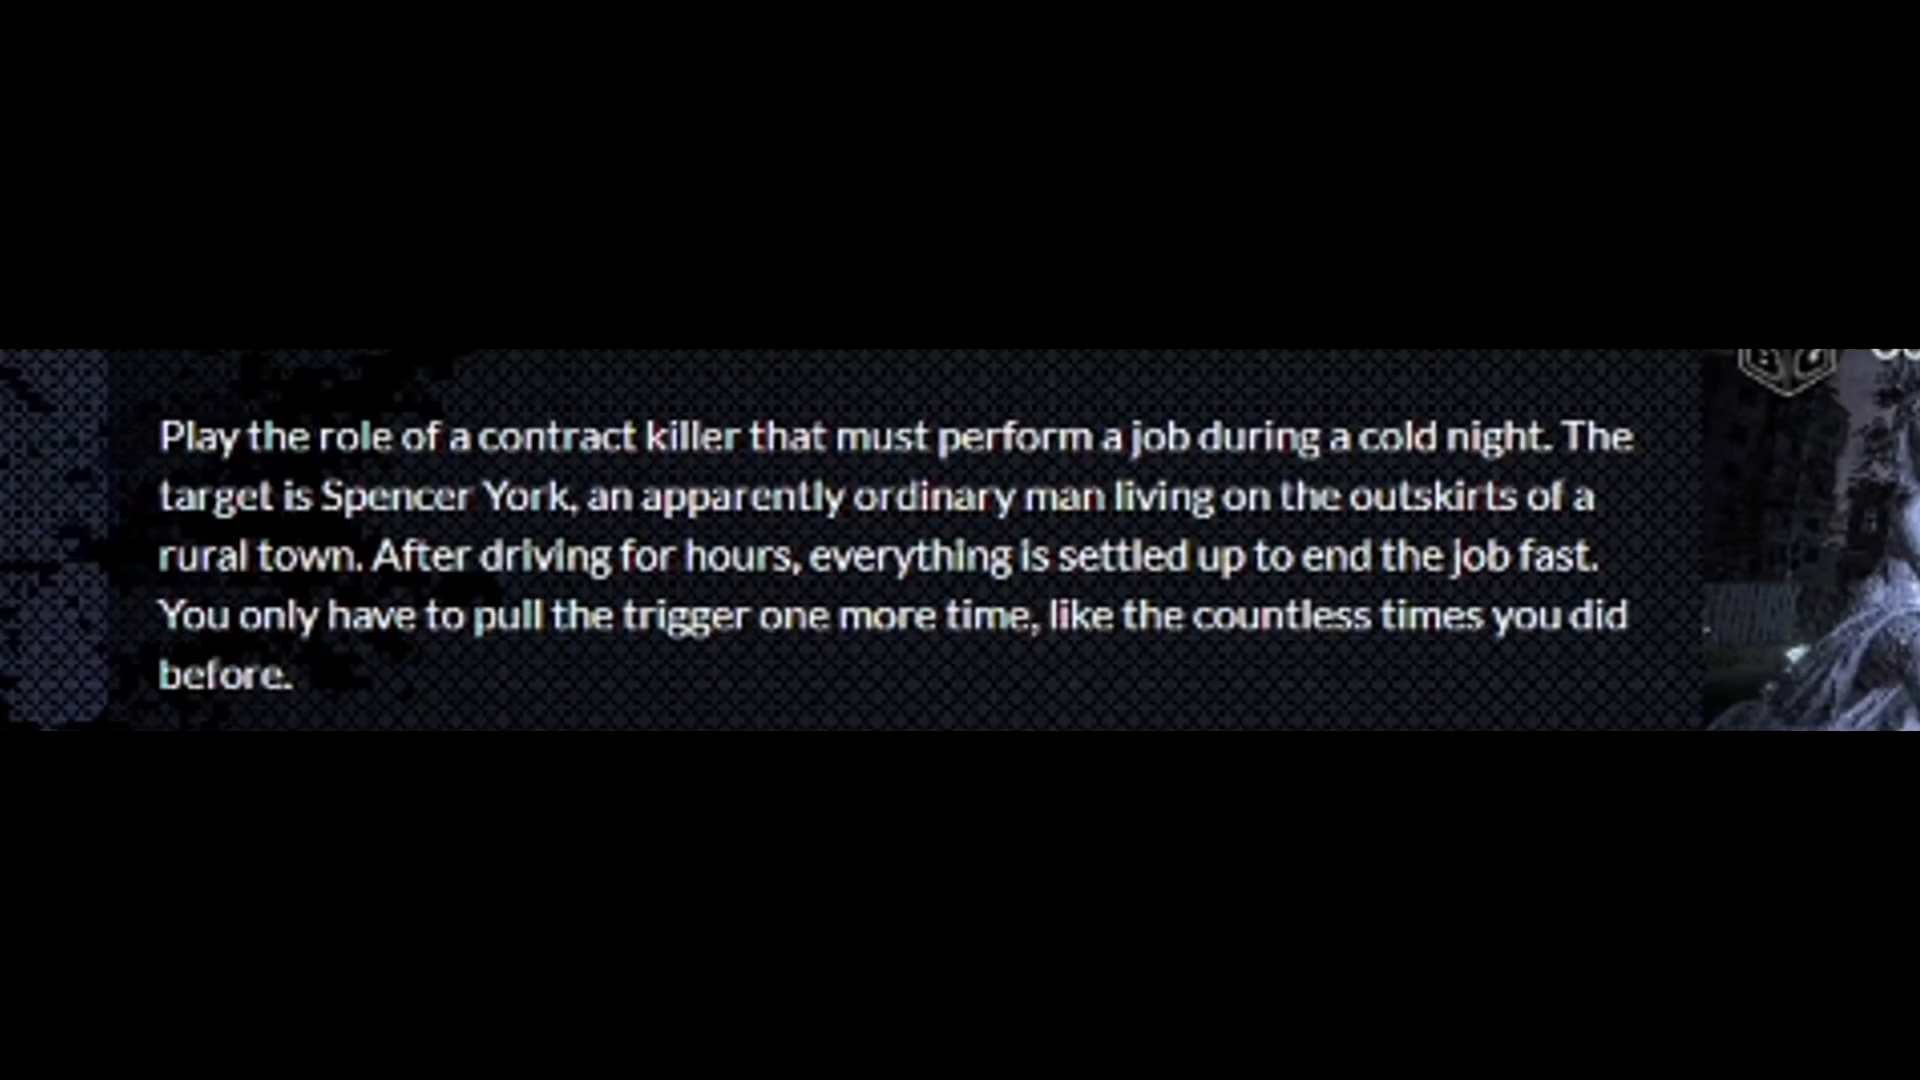 Play the role of a contract killer that must perform a job during a cold night. The
target is Spencer York, an apparently ordinary man living on the outskirts of a
rural town. After driving for hours, everything is settled up to end the job fast.
You only have to pull the trigger one more time, like the countless times you did
before.